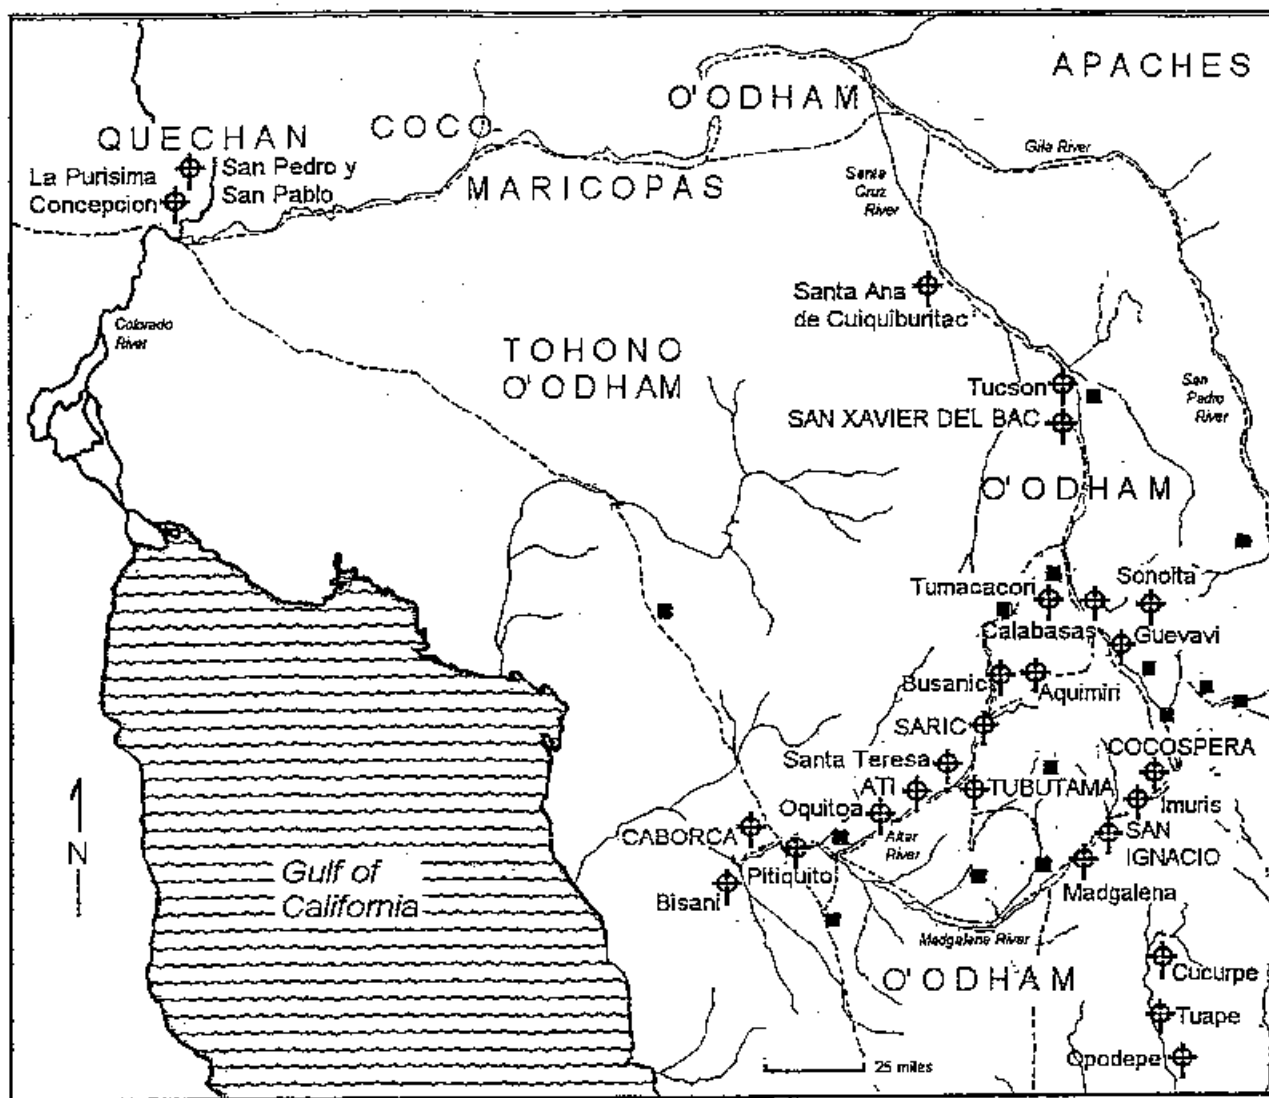 APACHES
O'ODHAM
COCO-
QUECHAN
MARICOPAS
La Purisima
Concepcion
San Pedro y
San Pablo
Gila River
Santa
Cruz
River
Colorado
River
Santa Ana
de Cuiquiburitac
TOHONO
O'ODHAM
Tucson
San
Pedro
River
SAN XAVIER DEL BAC
O'ODHAM
Tumacacori
Sonoita
Calabasas
Guevavi
Busanic
Aquimiri
SARIC
COCOSPERA
Santa Teresa
ATI
TUBUTAMA
Imuris
Oquitoa
CABORCA
Altar
River
SAN
IGNACIO
Pitiquito
Madgalena
Bisani
Gulf of
California
N
Madgalene River
O'ODHAM
Cucurpe
Tuape
Opodepe
25 miles